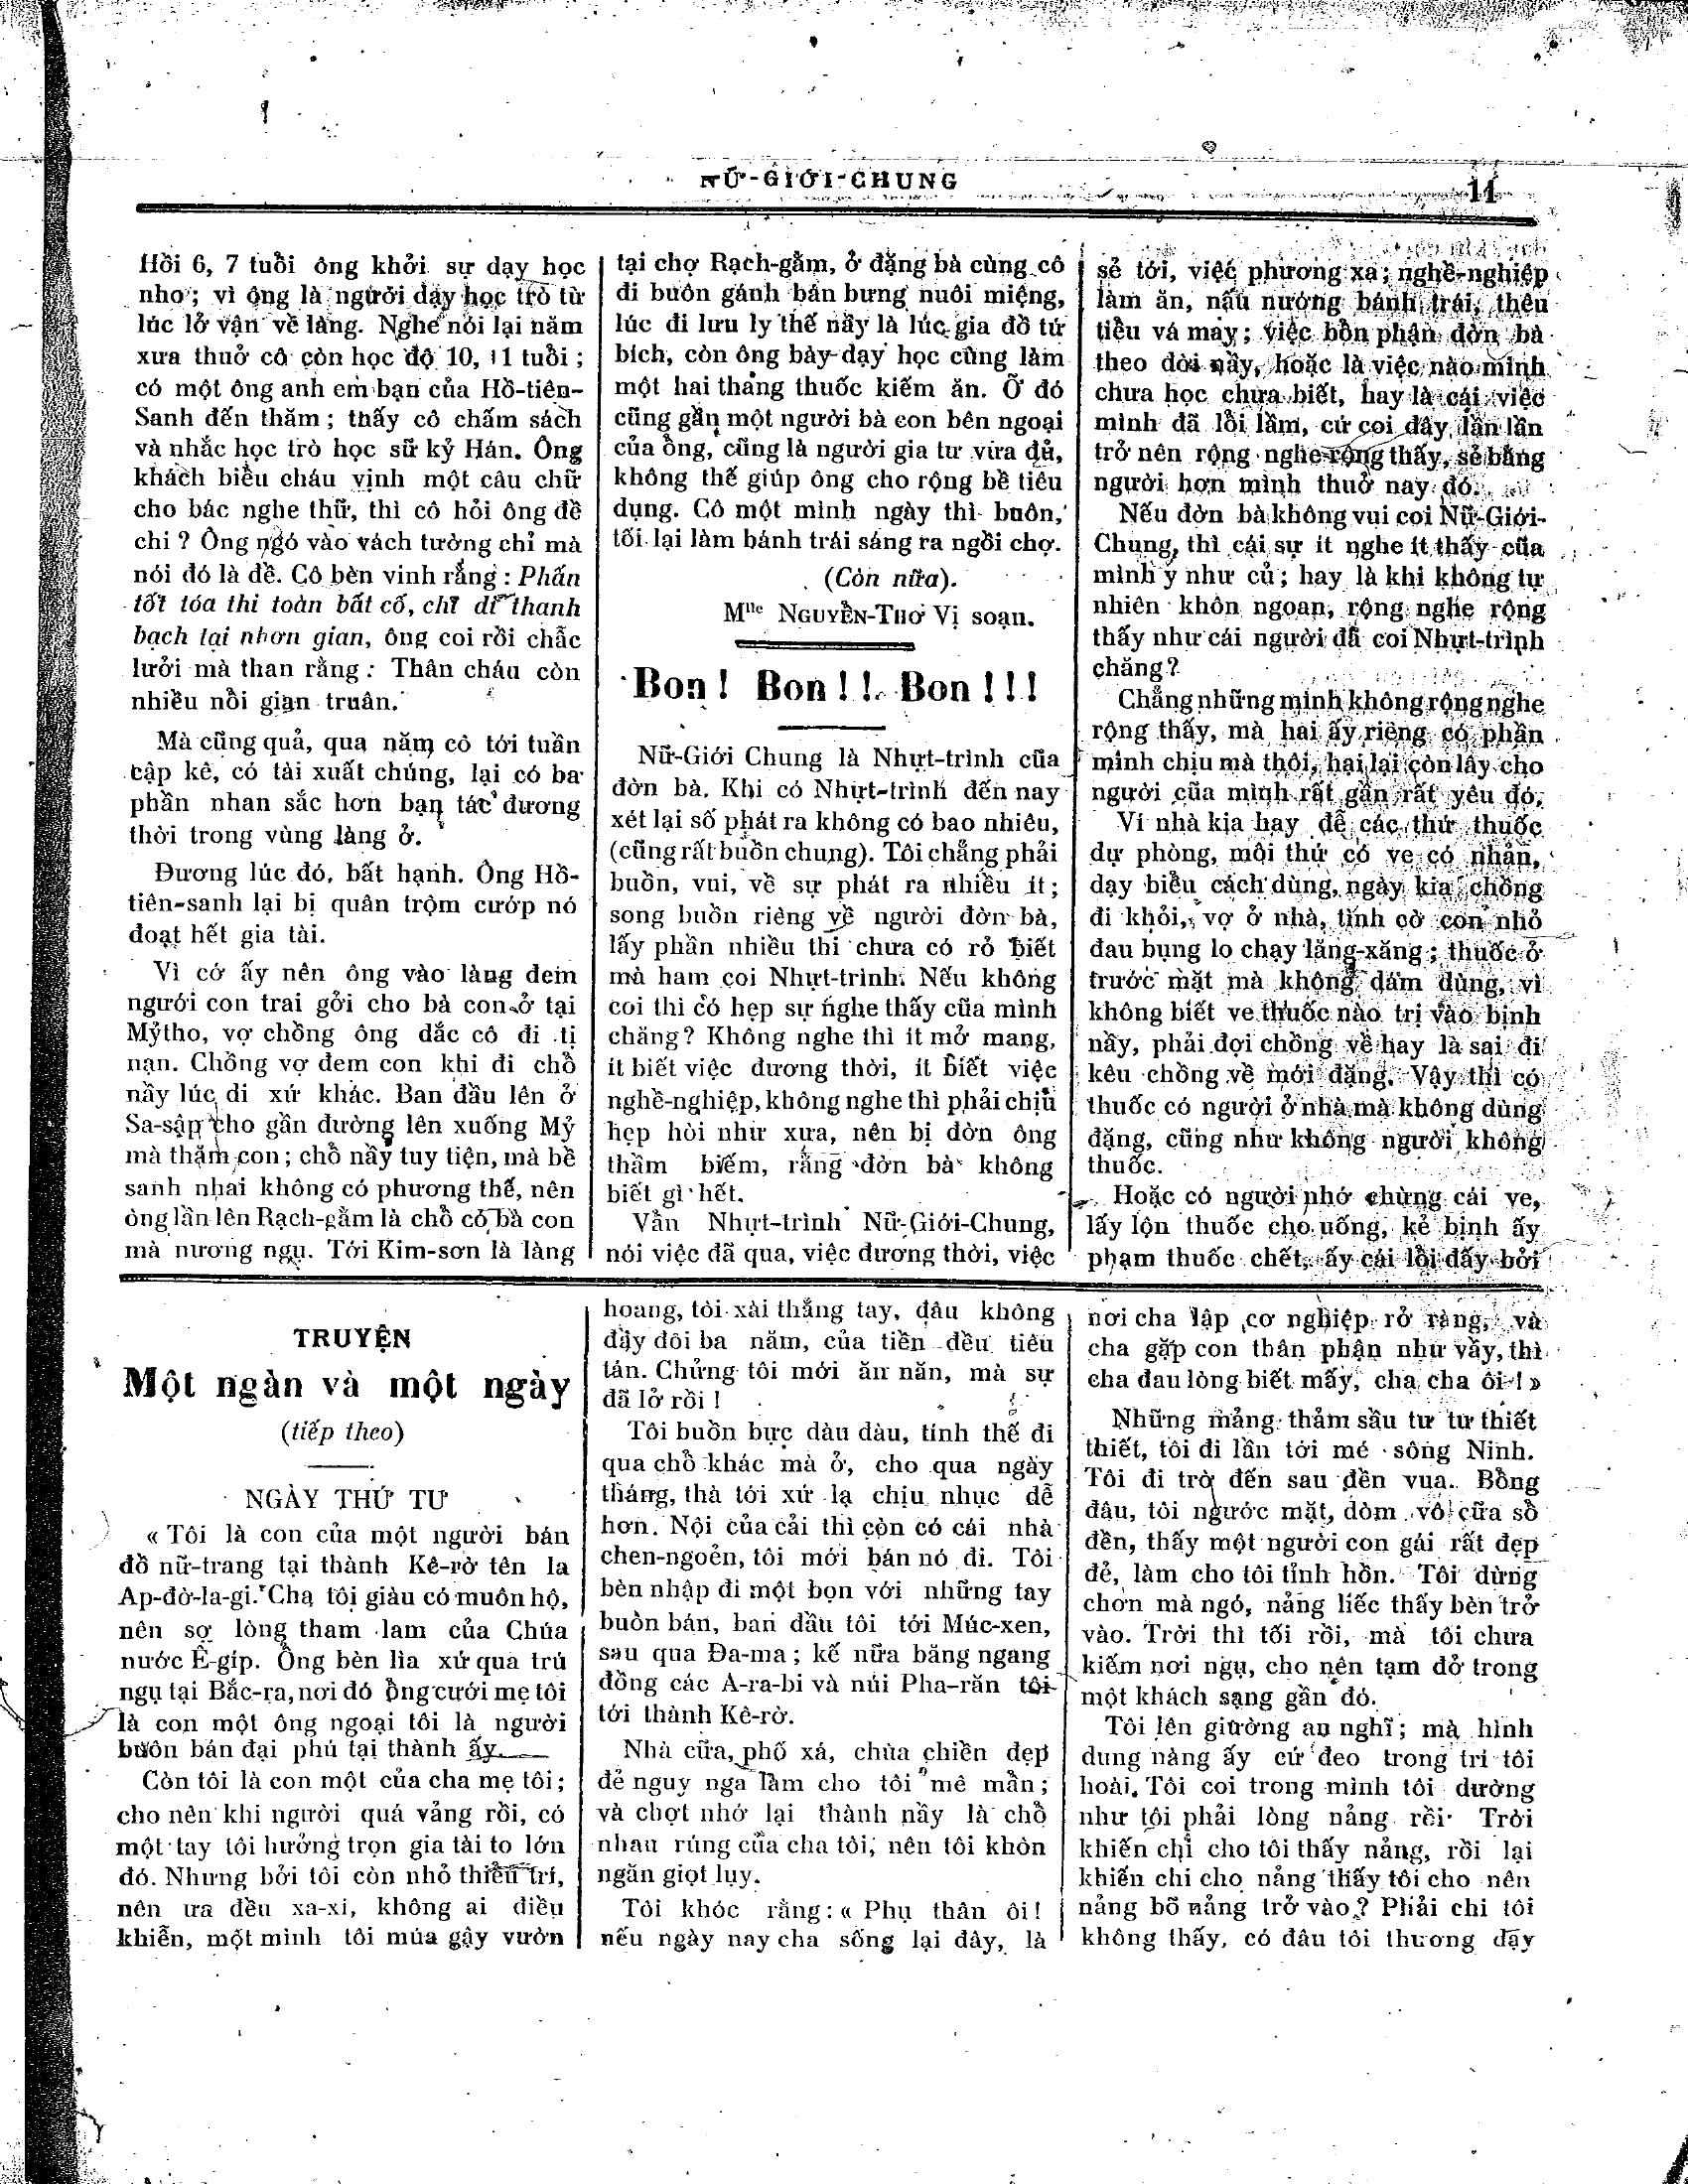 NỮ-GIỚI-CHUNG
11
Hồi 6, 7 tuổi ông khởi sự dạy học
nho; vì ông là người dạy học trò từ
lúc lở vận về làng. Nghe nói lại năm
xưa thuở cô còn học độ 10, 11 tuổi;
có một ông anh em bạn của Hồ-tiên-
Sanh đến thăm; thấy cô chấm sách
và nhắc học trò học sữ kỷ Hán. Ông
khách biểu cháu vịnh một câu chữ
cho bác nghe thữ, thì cô hỏi ông đề
chi? Ông ngó vào vách tường chỉ mà
nói đó là đề. Cô bèn vinh rằng: Phấn
tốt tóa thi toàn bất cố, chĩ dĩ thanh
bạch tại nhơn gian, ông coi rồi chắc
lưởi mà than rằng: Thân cháu còn
nhiều nồi gian truân.
Mà cũng quả, qua năm cô tới tuần
cập kê, có tài xuất chúng, lại có ba
phần nhan sắc hơn bạn tác đương
thời trong vùng làng ở.
Đương lúc đó, bất hạnh. Ông Hồ-
tiên-sanh lại bị quân trộm cướp nó
đoạt hết gia tài.
Vì cớ ấy nên ông vào làng đem
người con trai gởi cho bà con ở tại
Mỹtho, vợ chồng ông dắc cô đi tị
nạn. Chồng vợ đem con khi đi chồ
nầy lúc di xứ khác. Ban đầu lên ở
Sa-sập cho gần đường lên xuống Mỷ
mà thăm con; chồ nầy tuy tiện, mà bề
sanh nhai không có phương thế, nên
ông lần lên Rạch-gằm là chồ có bà con
mà nương ngụ. Tới Kim-sơn là làng
tại chợ Rạch-gằm, ở đặng bà cùng cô
đi buôn gánh bán bưng nuôi miệng,
lúc đi lưu ly thế nầy là lúc gia đồ tứ
bích, còn ông bày dạy học cũng làm
một hai thang thuốc kiếm ăn. Ở đó
cũng gần một người bà con bên ngoại
của ồng, cũng là người gia tư vừa đủ,
không thế giúp ông cho rộng bề tiêu
dụng. Cô một mình ngày thì buôn,
tối lại làm bánh trái sáng ra ngồi chợ.
(Còn nữa).
Mlle NGUYỄN-THƠ Vị soạn.
Bon! Bon!! Bon!!!
Nữ-Giới Chung là Nhựt-trình của
đờn bà. Khi có Nhựt-trình đến nay
xét lại số phát ra không có bao nhiêu,
(cũng rất buồn chung). Tôi chẳng phải
buồn, vui, về sự phát ra nhiều ít;
song buồn riêng về người đờn bà,
lấy phần nhiều thì chưa có rỏ biết
mà ham coi Nhựt-trình. Nếu không
coi thì có hẹp sự nghe thấy của mình
chăng? Không nghe thì ít mở mang,
ít biết việc đương thời, ít biết việc
nghề-nghiệp, không nghe thì phải chịu
hẹp hòi như xưa, nên bị đờn ông
thầm biếm, rằng đờn bà không
biết gì hết.
Vẫn Nhựt-trình Nữ-Giới-Chung,
nói việc đã qua, việc đương thời, việc
sẻ tới, việc phương xa; nghề-nghiệp
làm ăn, nấu nướng bánh trái, thêu
tiều vá may; việc bổn phận đờn bà
theo đời nầy, hoặc là việc nào mình
chưa học chưa biết, hay là cái việc
mình đã lỗi lầm, cứ coi đây lần lần
trở nên rộng nghe rộng thấy, sẻ bằng
người hơn mình thuở nay đó.
Nếu đờn bà không vui coi Nữ-Giới-
Chung, thì cái sự ít nghe ít thấy của
mình ý như củ; hay là khi không tự
nhiên khôn ngoan, rộng nghe rộng
thấy như cái người đã coi Nhựt-trình
chăng?
Chẳng những mình không rộng nghe
rộng thấy, mà hai ấy riêng có phần
mình chịu mà thôi, hại lại còn lấy cho
người của mình rất gần rất yêu đó.
Ví nhà kia hay để các thứ thuốc
dự phòng, mỗi thứ có ve có nhản,
dạy biểu cách dùng, ngày kia chồng
đi khỏi, vợ ở nhà, tình cờ con nhỏ
đau bụng lo chạy lăng-xăng; thuốc ở
trước mặt mà không dám dùng, vì
không biết ve thuốc nào trị vào bịnh
nầy, phải đợi chồng về hay là sai đi
kêu chồng về mới đặng. Vậy thì có
thuốc có người ở nhà mà không dùng
đặng, cũng như không người không
thuốc.
Hoặc có người nhớ chừng cái ve,
lấy lộn thuốc cho uống, kẻ bịnh ấy
phạm thuốc chết, ấy cái lỗi đấy bởi
TRUYỆN
Một ngàn và một ngày
(tiếp theo)
NGÀY THỨ TƯ
« Tôi là con của một người bán
đồ nữ-trang tại thành Kê-rờ tên la
Ap-đờ-la-gi. Cha tôi giàu có muôn hộ,
nên sợ lòng tham lam của Chúa
nước Ê-gíp. Ông bèn lìa xứ qua trú
ngụ tại Bắc-ra, nơi đó ồng cưới mẹ tôi
là con một ông ngoại tôi là người
buôn bán đại phú tại thành ấy.
Còn tôi là con một của cha mẹ tôi;
cho nên khi người quá vảng rồi, có
một tay tôi hưởng trọn gia tài to lớn
đó. Nhưng bởi tôi còn nhỏ thiếu trí,
nên ưa đều xa-xi, không ai điều
khiễn, một mình tôi múa gậy vườn
hoang, tôi xài thẳng tay, đâu không
đầy đôi ba năm, của tiền đều tiêu
tán. Chừng tôi mới ăn năn, mà sự
đã lở rồi!
Tôi buồn bực dàu dàu, tính thế đi
qua chồ khác mà ở, cho qua ngày
tháng, thà tới xứ lạ chịu nhục dễ
hơn. Nội của cải thì còn có cái nhà
chen-ngoẻn, tôi mới bán nó đi. Tôi
bèn nhập đi một bọn với những tay
buôn bán, ban đầu tôi tới Múc-xen,
sau qua Đa-ma; kế nữa băng ngang
đồng các A-ra-bi và núi Pha-răn tôi
tới thành Kê-rờ.
Nhà cữa, phố xá, chùa chiền đẹp
đẻ nguy nga làm cho tôi mê mẩn;
và chợt nhớ lại thành nầy là chồ
nhau rúng của cha tôi, nên tôi khôn
ngăn giọt lụy.
Tôi khóc rằng: « Phụ thân ôi!
nếu ngày nay cha sống lại đây, là
nơi cha lập cơ nghiệp rở ràng, và
cha gặp con thân phận như vầy, thì
cha đau lòng biết mấy, cha cha ôi! »
Những mảng thảm sầu tư tư thiết
thiết, tôi đi lần tới mé sông Ninh.
Tôi đi trờ đến sau đền vua. Bồng
đâu, tôi ngước mặt, dòm vô cữa sồ
đền, thấy một người con gái rất đẹp
đẻ, làm cho tôi tỉnh hồn. Tôi dừng
chơn mà ngó, nảng liếc thấy bèn trở
vào. Trời thì tối rồi, mà tôi chưa
kiếm nơi ngụ, cho nên tạm đở trong
một khách sạng gần đó.
Tôi lên giường an nghĩ; mà hình
dung nàng ấy cứ đeo trong trí tôi
hoài. Tôi coi trong mình tôi dường
như tôi phải lòng nảng rồi. Trời
khiến chi cho tôi thấy nảng, rồi lại
khiến chi cho nảng thấy tôi cho nên
nảng bỏ nảng trở vào? Phải chi tôi
không thấy, có đâu tôi thương dạy